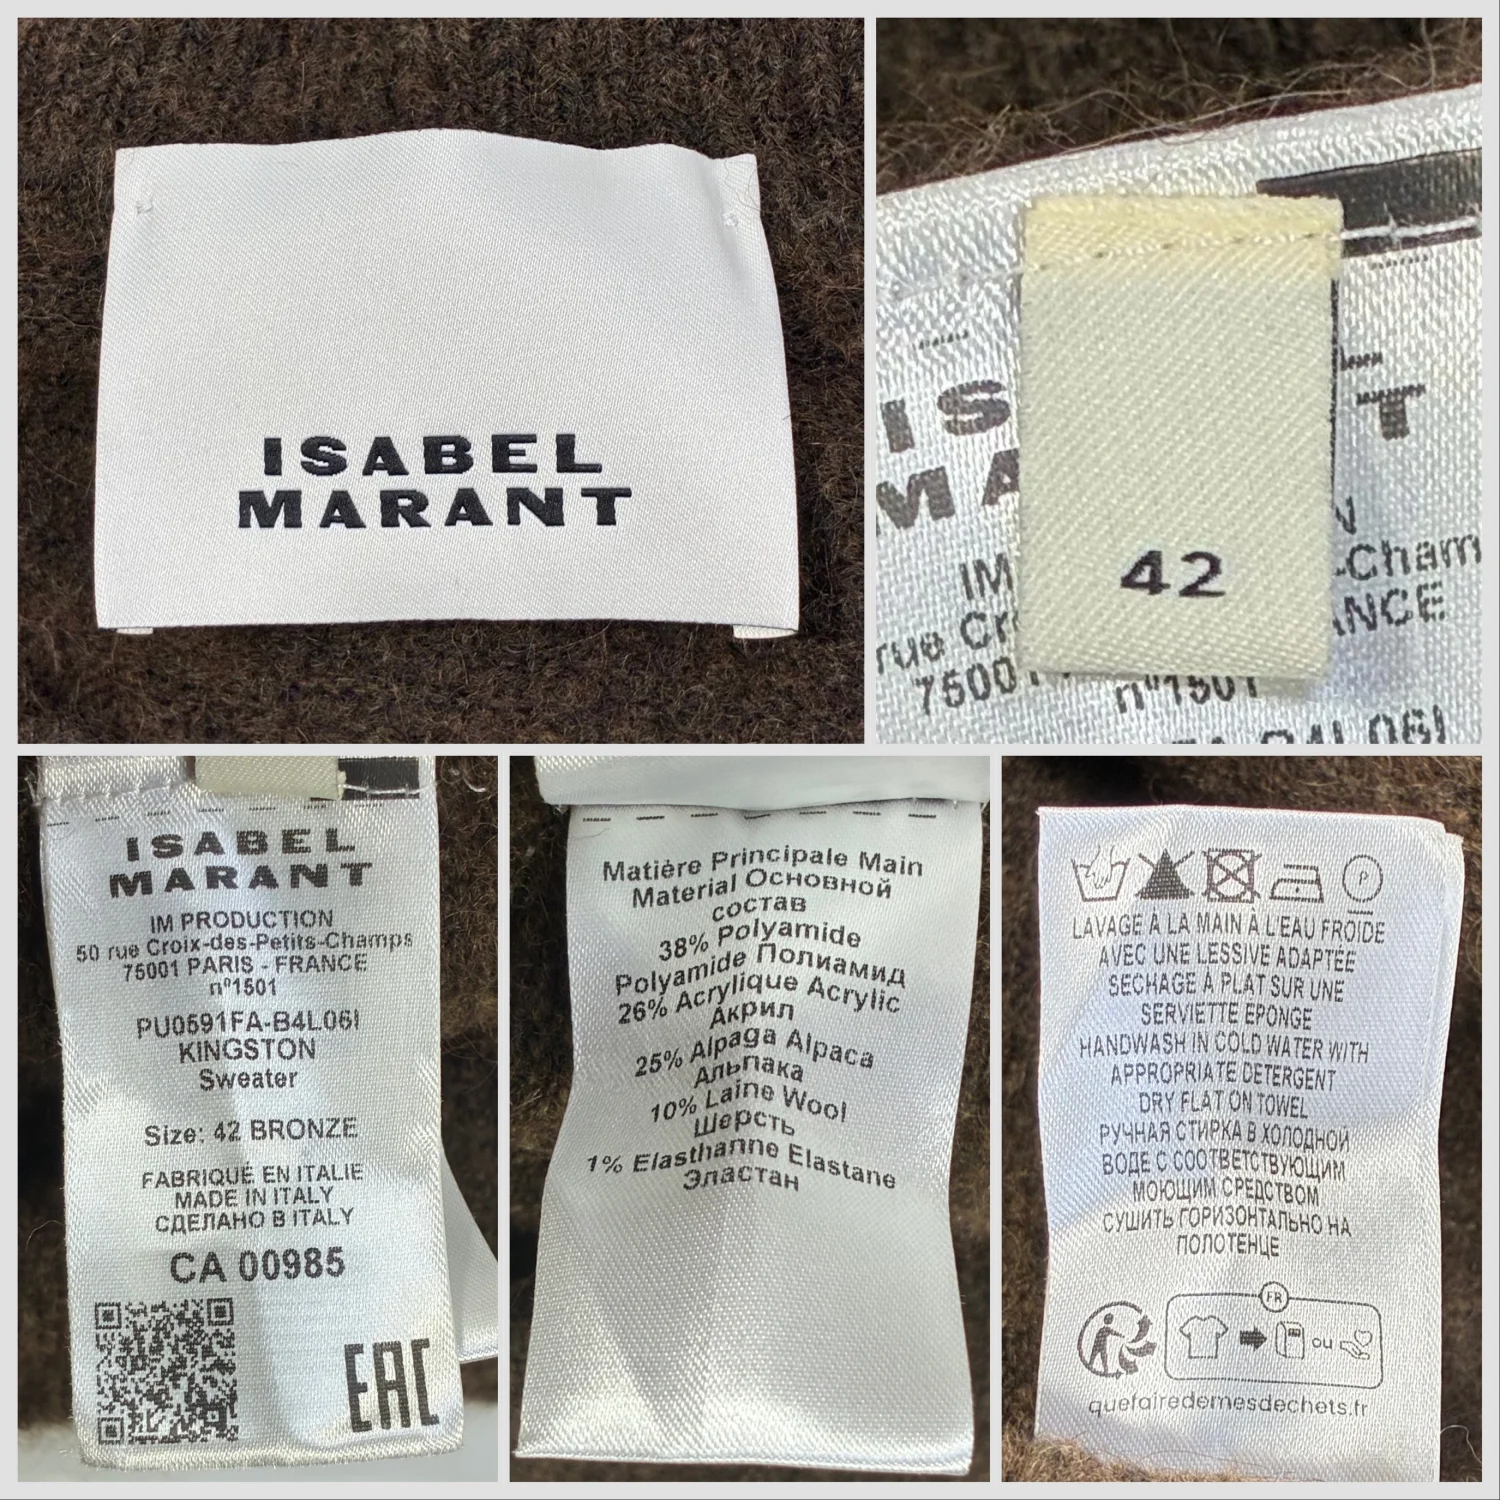 ISABEL
MARANT
42
ISABEL
MARANT
IM PRODUCTION
50 rue Croix-des-Petits-Champs
75001 PARIS - FRANCE
n°1501
PU0591FA-B4L06I
KINGSTON
Sweater
Size: 42 BRONZE
FABRIQUÉ EN ITALIE
MADE IN ITALY
СДЕЛАНО В ITALY
CA 00985
EAC
Matière Principale Main
Material Основной
состав
38% Polyamide
Polyamide Полиамид
26% Acrylique Acrylic
Акрил
25% Alpaga Alpaca
Альпака
10% Laine Wool
Шерсть
1% Elasthanne Elastane
Эластан
P
LAVAGE À LA MAIN À L'EAU FROIDE
AVEC UNE LESSIVE ADAPTÉE
SECHAGE À PLAT SUR UNE
SERVIETTE EPONGE
HANDWASH IN COLD WATER WITH
APPROPRIATE DETERGENT
DRY FLAT ON TOWEL
РУЧНАЯ СТИРКА В ХОЛОДНОЙ
ВОДЕ С СООТВЕТСТВУЮЩИМ
МОЮЩИМ СРЕДСТВОМ
СУШИТЬ ГОРИЗОНТАЛЬНО НА
ПОЛОТЕНЦЕ
FR
ou
quefairedemesdechets.fr